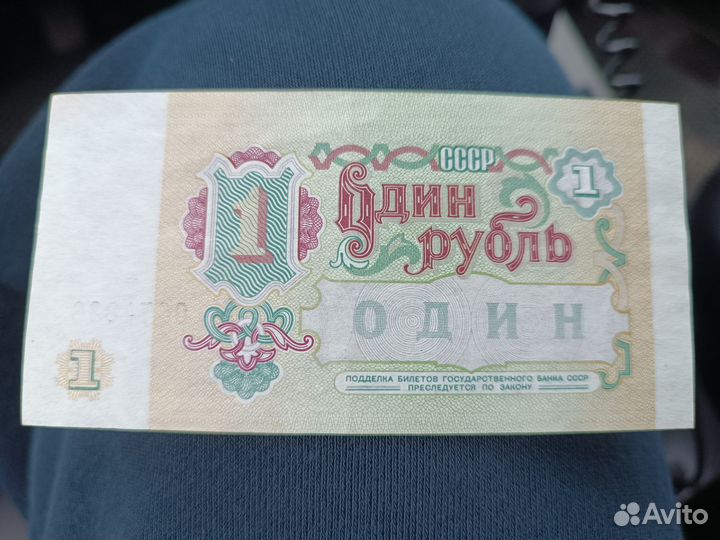 СССР
1
Один
рубль
1
ОДИН
1
ПОДДЕЛКА БИЛЕТОВ ГОСУДАРСТВЕННОГО БАНКА СССР
ПРЕСЛЕДУЕТСЯ ПО ЗАКОНУ
Avito